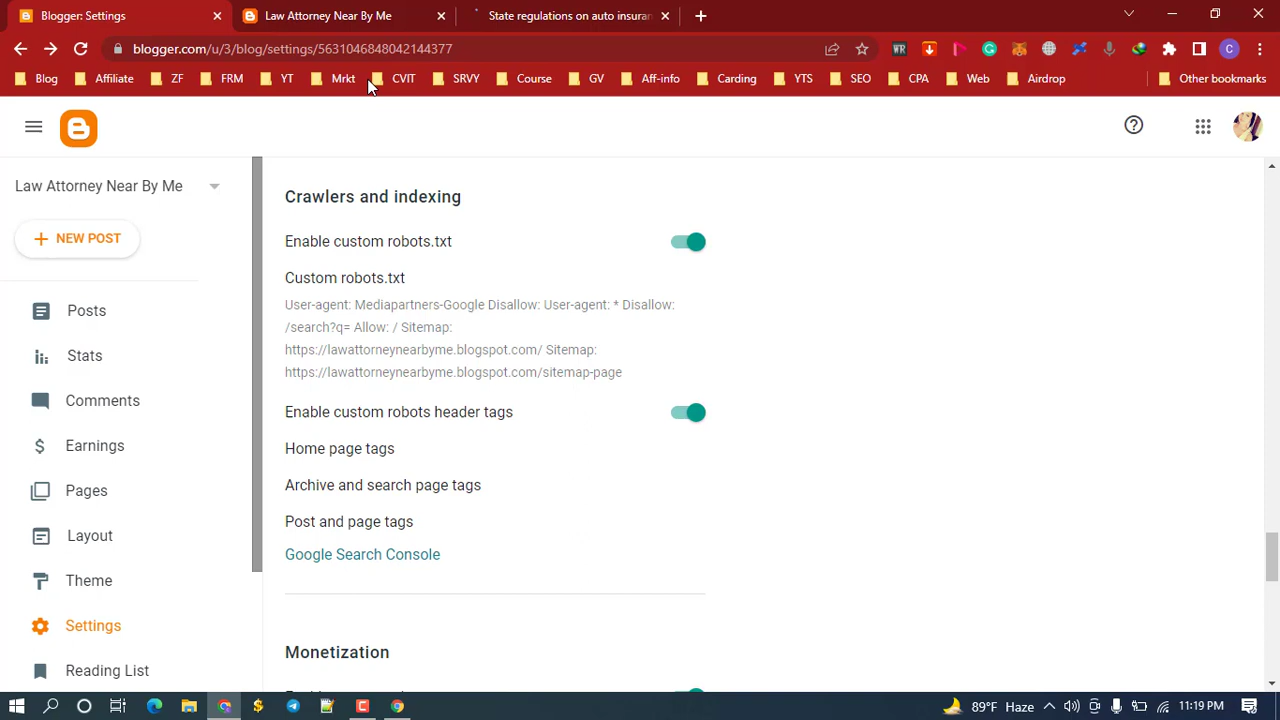 Blogger: Settings
Law Attorney Near By Me
State regulations on auto insuran
blogger.com/u/3/blog/settings/5631046848042144377
Blog
Affiliate
ZF
FRM
YT
Mrkt
CVIT
SRVY
Course
GV
Aff-info
Carding
YTS
SEO
CPA
Web
Airdrop
Other bookmarks
Law Attorney Near By Me
NEW POST
Posts
Stats
Comments
Earnings
Pages
Layout
Theme
Settings
Reading List
Crawlers and indexing
Enable custom robots.txt
Custom robots.txt
User-agent: Mediapartners-Google Disallow: User-agent: * Disallow:
/search?q= Allow: / Sitemap:
https://lawattorneynearbyme.blogspot.com/ Sitemap:
https://lawattorneynearbyme.blogspot.com/sitemap-page
Enable custom robots header tags
Home page tags
Archive and search page tags
Post and page tags
Google Search Console
Monetization
89°F Haze
11:19 PM